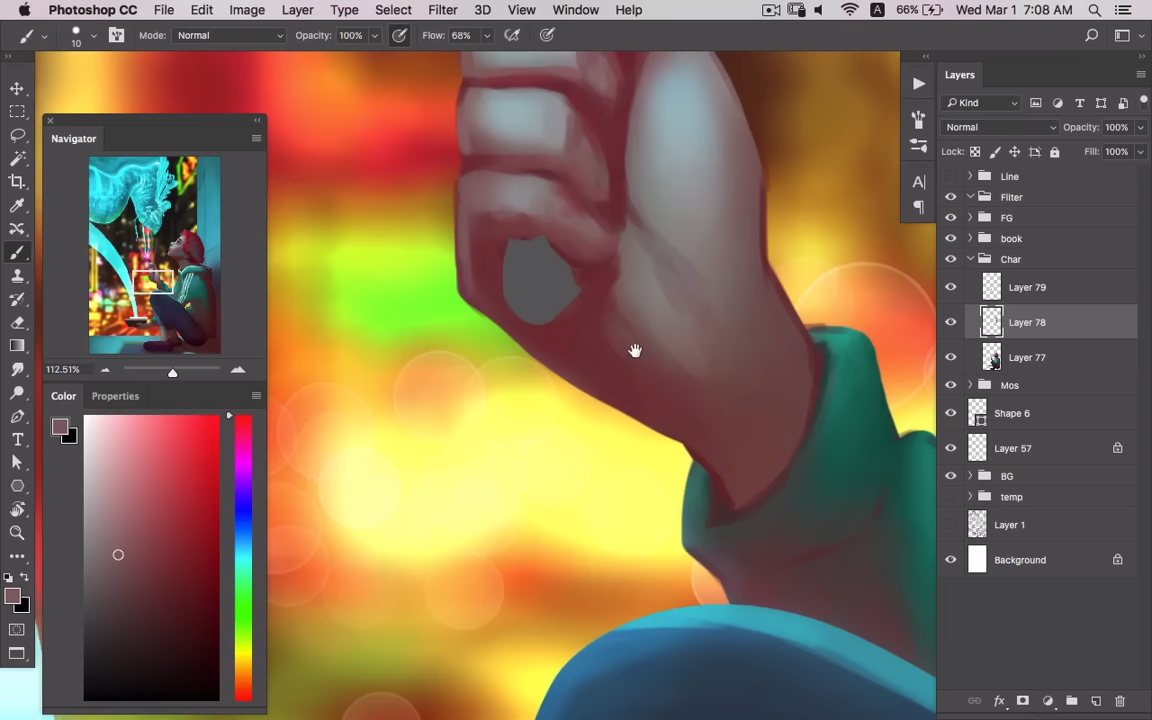 Photoshop CC File Edit Image Layer Type Select Filter 3D View Window Help A 66% Wed Mar 1 7:08 AM
10 Mode: Normal Opacity: 100% Flow: 68%
Navigator
112.51%
Color Properties
Layers
Kind
Normal Opacity: 100%
Lock: Fill: 100%
Line
Filter
FG
book
Char
Layer 79
Layer 78
Layer 77
Mos
Shape 6
Layer 57
BG
temp
Layer 1
Background